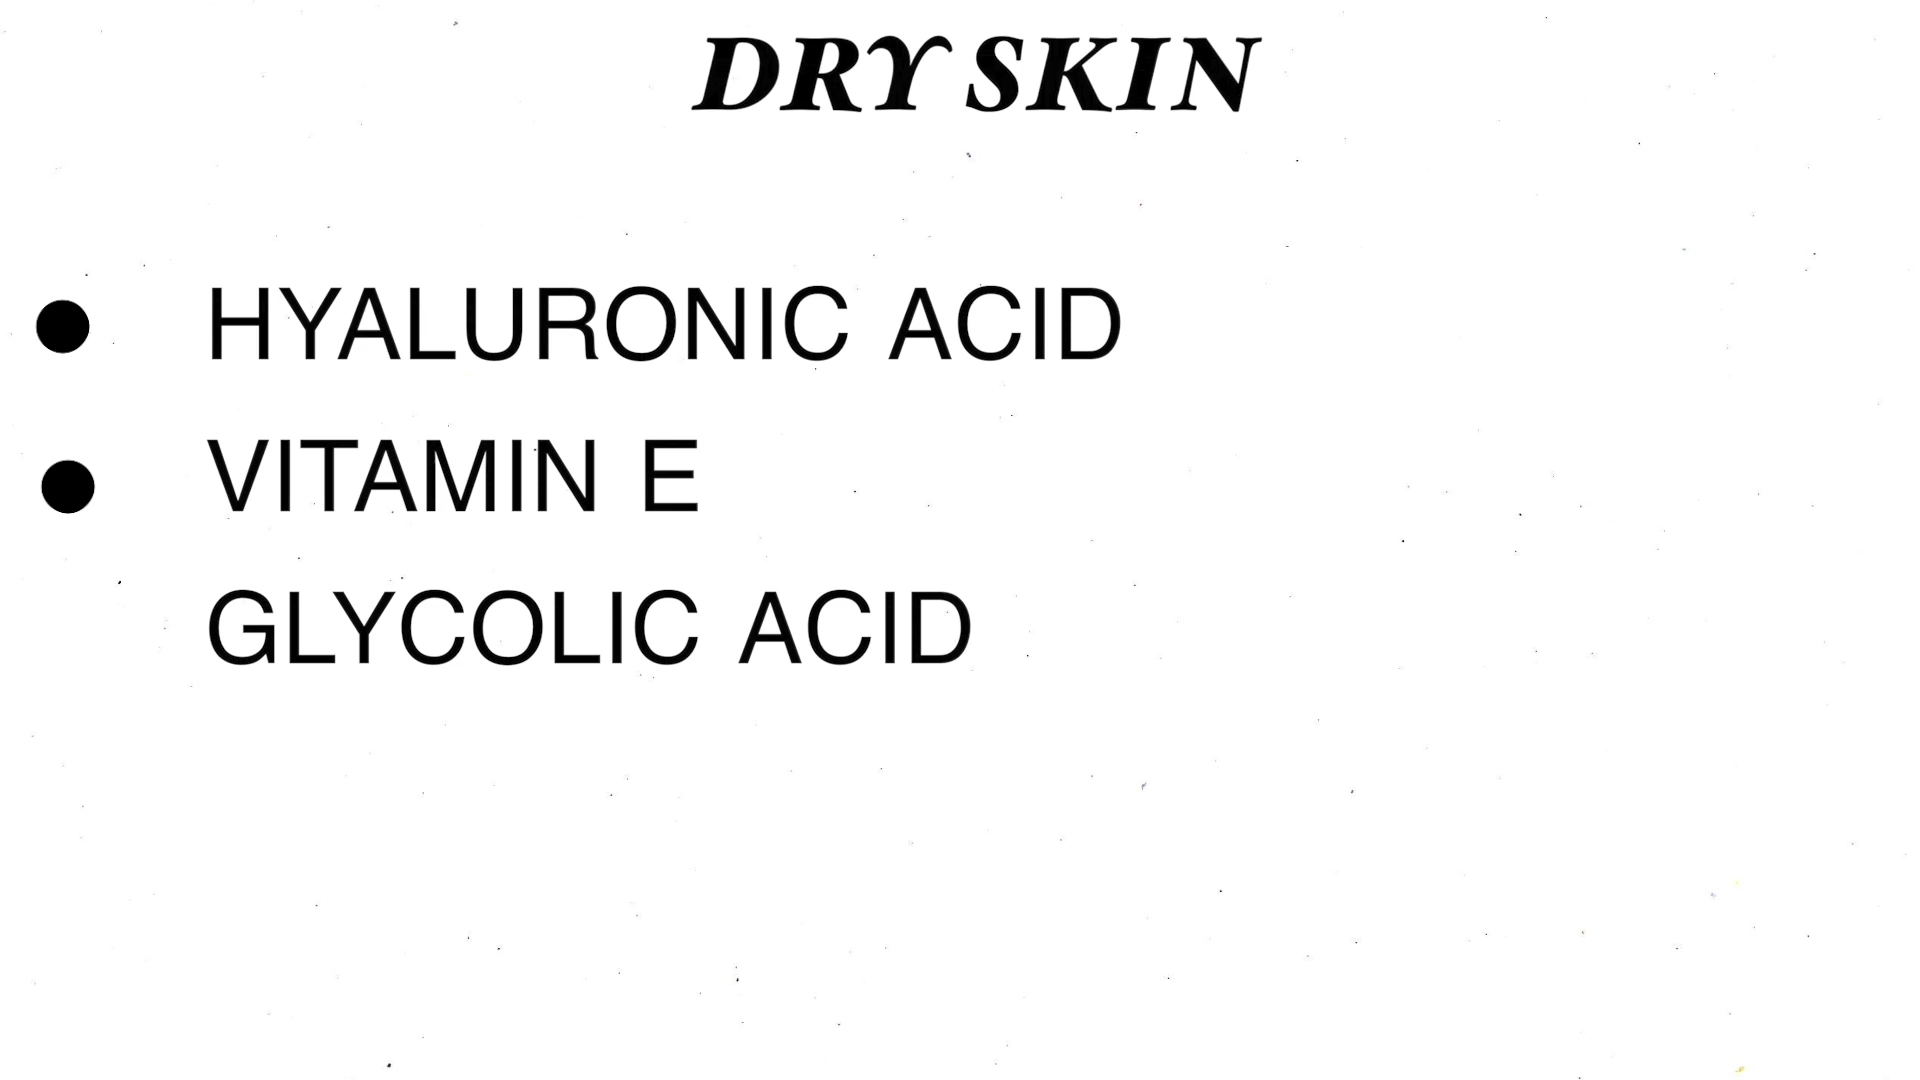 DRY SKIN
● HYALURONIC ACID
● VITAMIN E
GLYCOLIC ACID